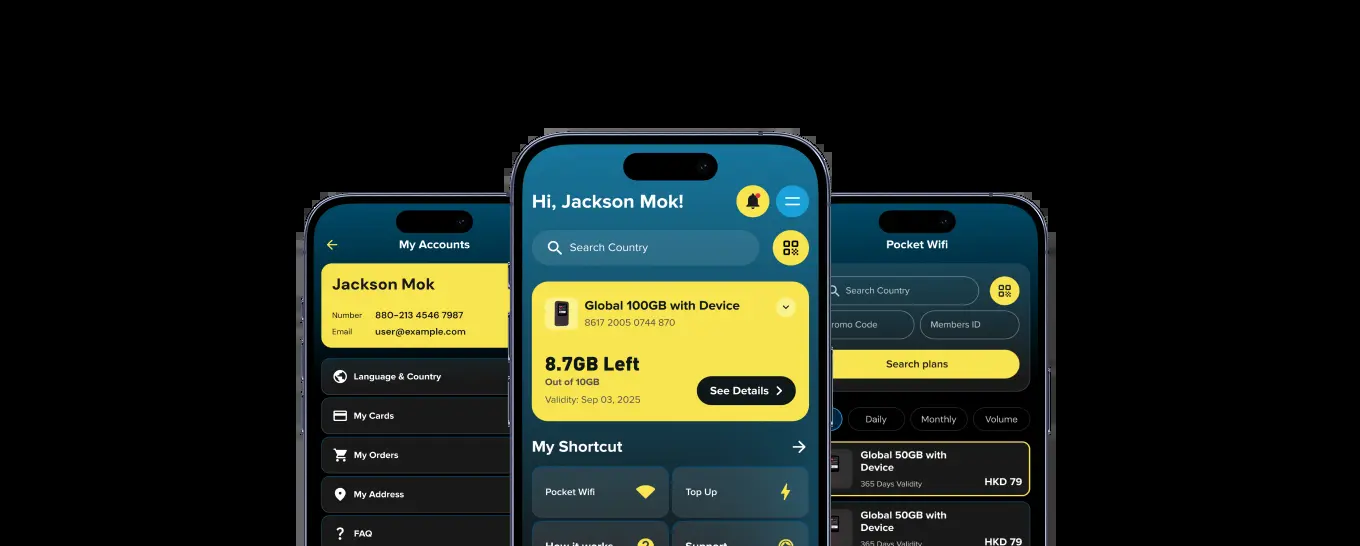 My Accounts
Jackson Mok
Number 880-213 4546 7987
Email user@example.com
Language & Country
My Cards
My Orders
My Address
FAQ
Hi, Jackson Mok!
Search Country
Global 100GB with Device
8617 2005 0744 870
8.7GB Left
Out of 10GB
Validity: Sep 03, 2025
See Details
My Shortcut
Pocket Wifi
Top Up
How it works
Support
Pocket Wifi
Search Country
romo Code
Members ID
Search plans
Daily
Monthly
Volume
Global 50GB with
Device
365 Days Validity
HKD 79
Global 50GB with
Device
365 Days Validity
HKD 79